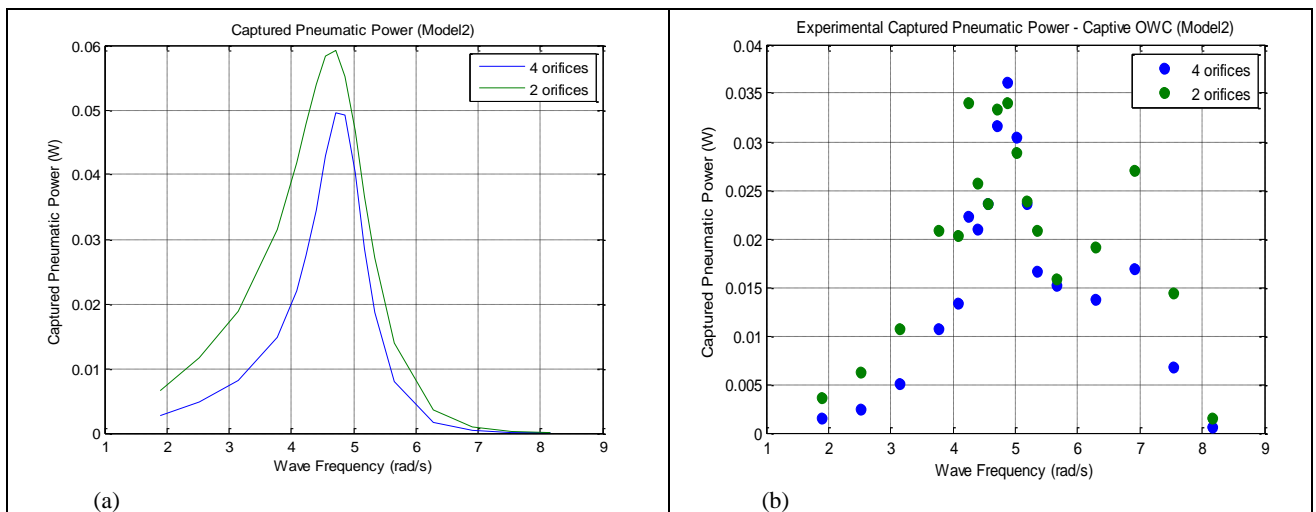 Captured Pneumatic Power (Model2)
0.06
0.05
0.04
0.03
0.02
0.01
0
Captured Pneumatic Power (W)
4 orifices
2 orifices
1 2 3 4 5 6 7 8 9
Wave Frequency (rad/s)
(a)
Experimental Captured Pneumatic Power - Captive OWC (Model2)
0.04
0.035
0.03
0.025
0.02
0.015
0.01
0.005
0
Captured Pneumatic Power (W)
4 orifices
2 orifices
1 2 3 4 5 6 7 8 9
Wave Frequency (rad/s)
(b)